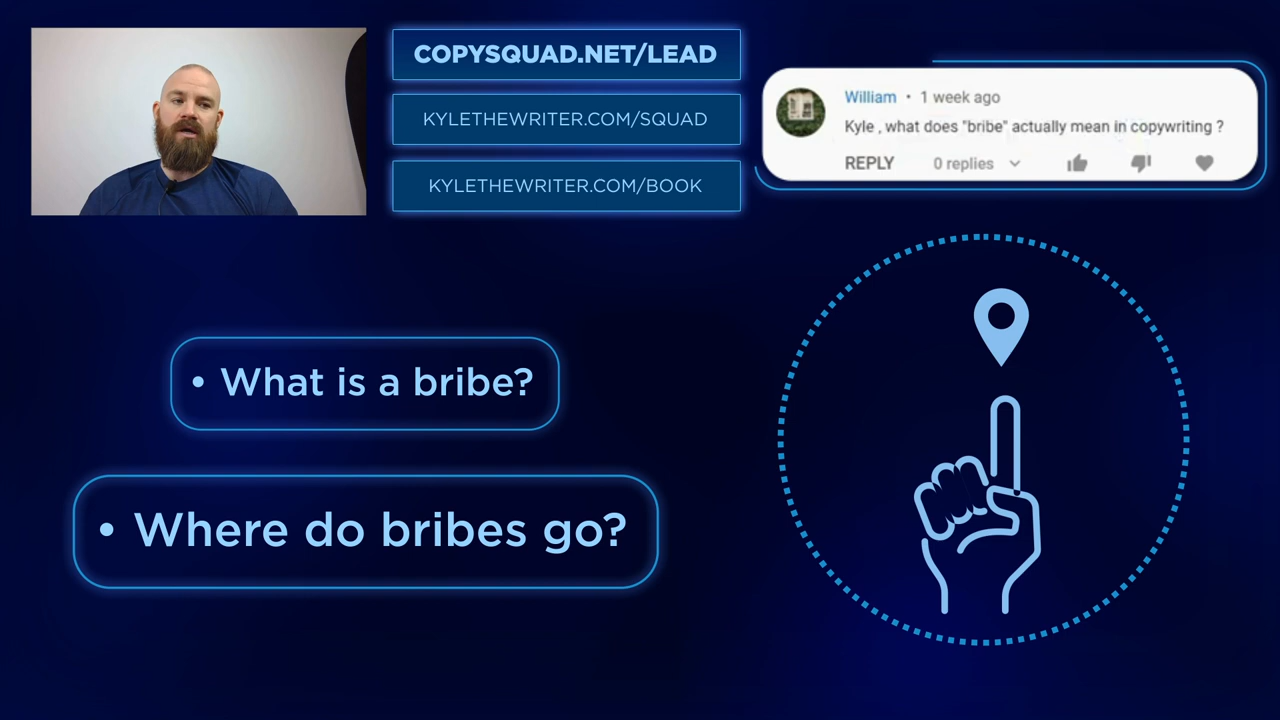 COPYSQUAD.NET/LEAD
KYLETHEWRITER.COM/SQUAD
KYLETHEWRITER.COM/BOOK
William • 1 week ago
Kyle , what does "bribe" actually mean in copywriting ?
REPLY 0 replies
• What is a bribe?
• Where do bribes go?